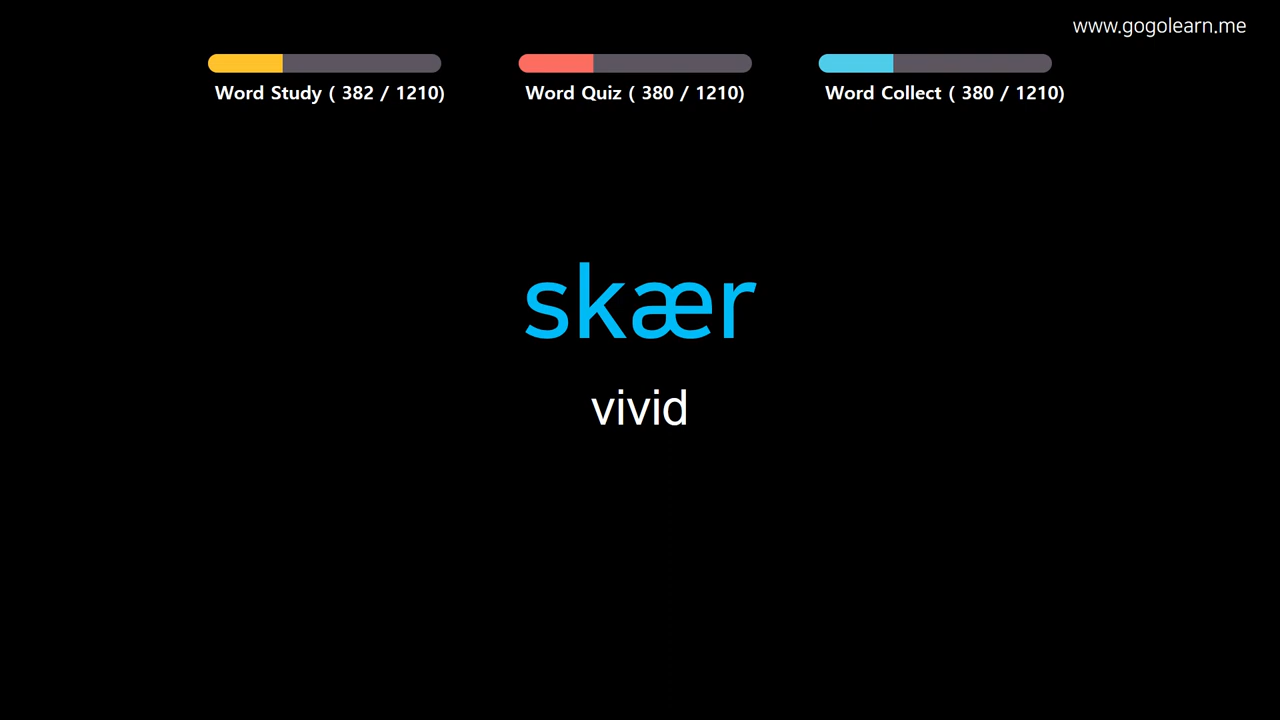 www.gogolearn.me
Word Study ( 382 / 1210)
Word Quiz ( 380 / 1210)
Word Collect ( 380 / 1210)
skær
vivid